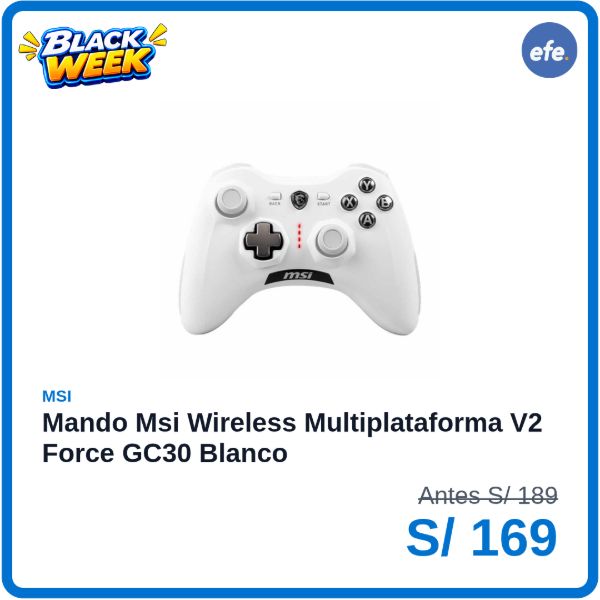 BLACK
WEEK
efe.
BACK
START
Y
X
B
A
msi
MSI
Mando Msi Wireless Multiplataforma V2
Force GC30 Blanco
Antes S/ 189
S/ 169